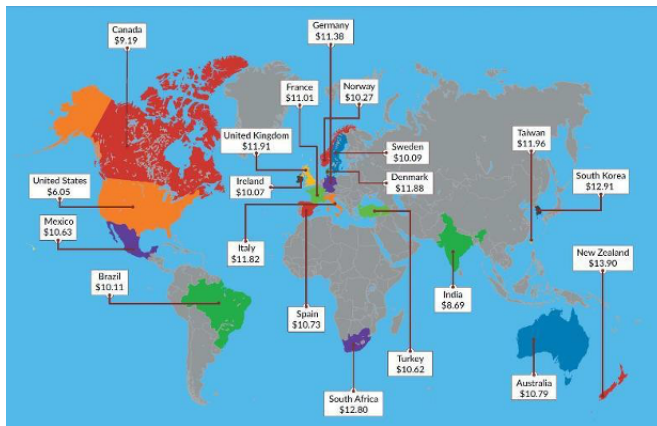 Canada
$9.19
Germany
$11.38
France
$11.01
Norway
$10.27
United Kingdom
$11.91
Sweden
$10.09
Taiwan
$11.96
Ireland
$10.07
Denmark
$11.88
South Korea
$12.91
United States
$6.05
Mexico
$10.63
Italy
$11.82
New Zealand
$13.90
Brazil
$10.11
Spain
$10.73
India
$8.69
Turkey
$10.62
South Africa
$12.80
Australia
$10.79